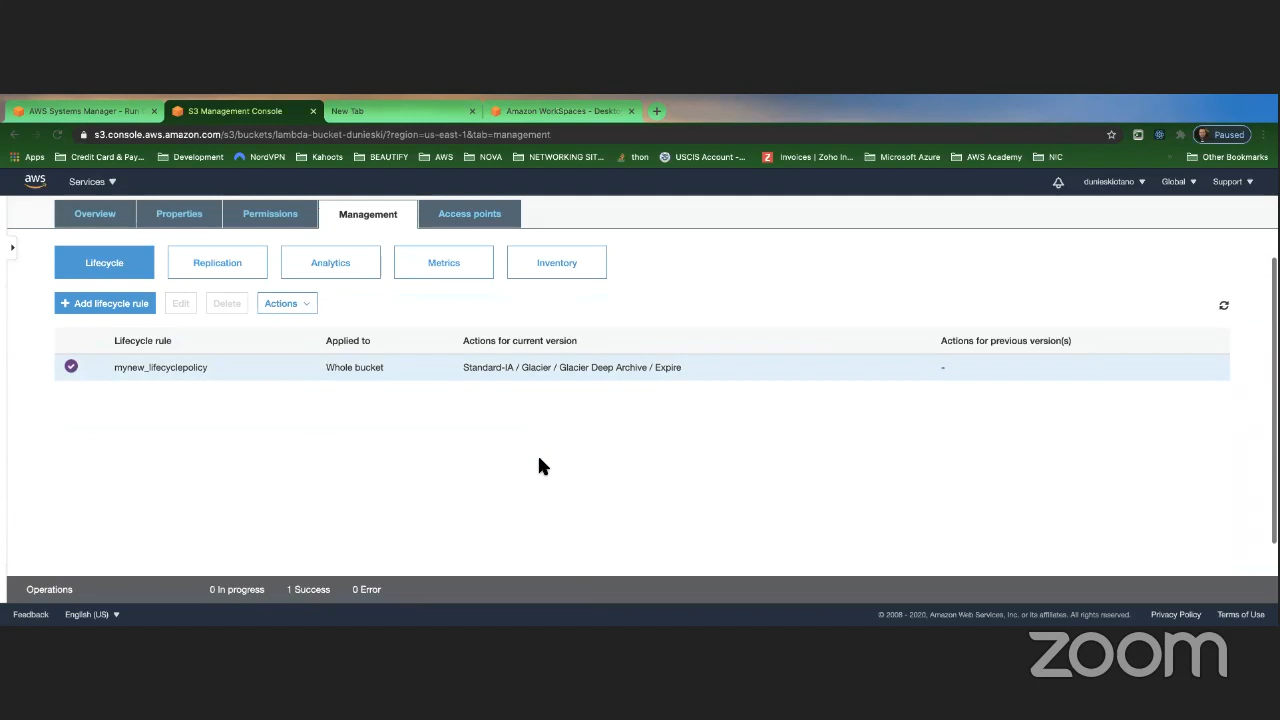 AWS Systems Manager - Run
S3 Management Console
New Tab
Amazon WorkSpaces - Deskto
s3.console.aws.amazon.com/s3/buckets/lambda-bucket-dunieski/?region=us-east-1&tab=management
Paused
Apps Credit Card & Pay... Development NordVPN Kahoots BEAUTIFY AWS NOVA NETWORKING SIT... thon USCIS Account -... Invoices | Zoho In... Microsoft Azure AWS Academy NIC Other Bookmarks
aws Services dunieskiotano Global Support
Overview Properties Permissions Management Access points
Lifecycle Replication Analytics Metrics Inventory
+ Add lifecycle rule Edit Delete Actions
Lifecycle rule Applied to Actions for current version Actions for previous version(s)
mynew_lifecyclepolicy Whole bucket Standard-IA / Glacier / Glacier Deep Archive / Expire -
Operations 0 In progress 1 Success 0 Error
Feedback English (US) © 2008 - 2020, Amazon Web Services, Inc. or its affiliates. All rights reserved. Privacy Policy Terms of Use
zoom